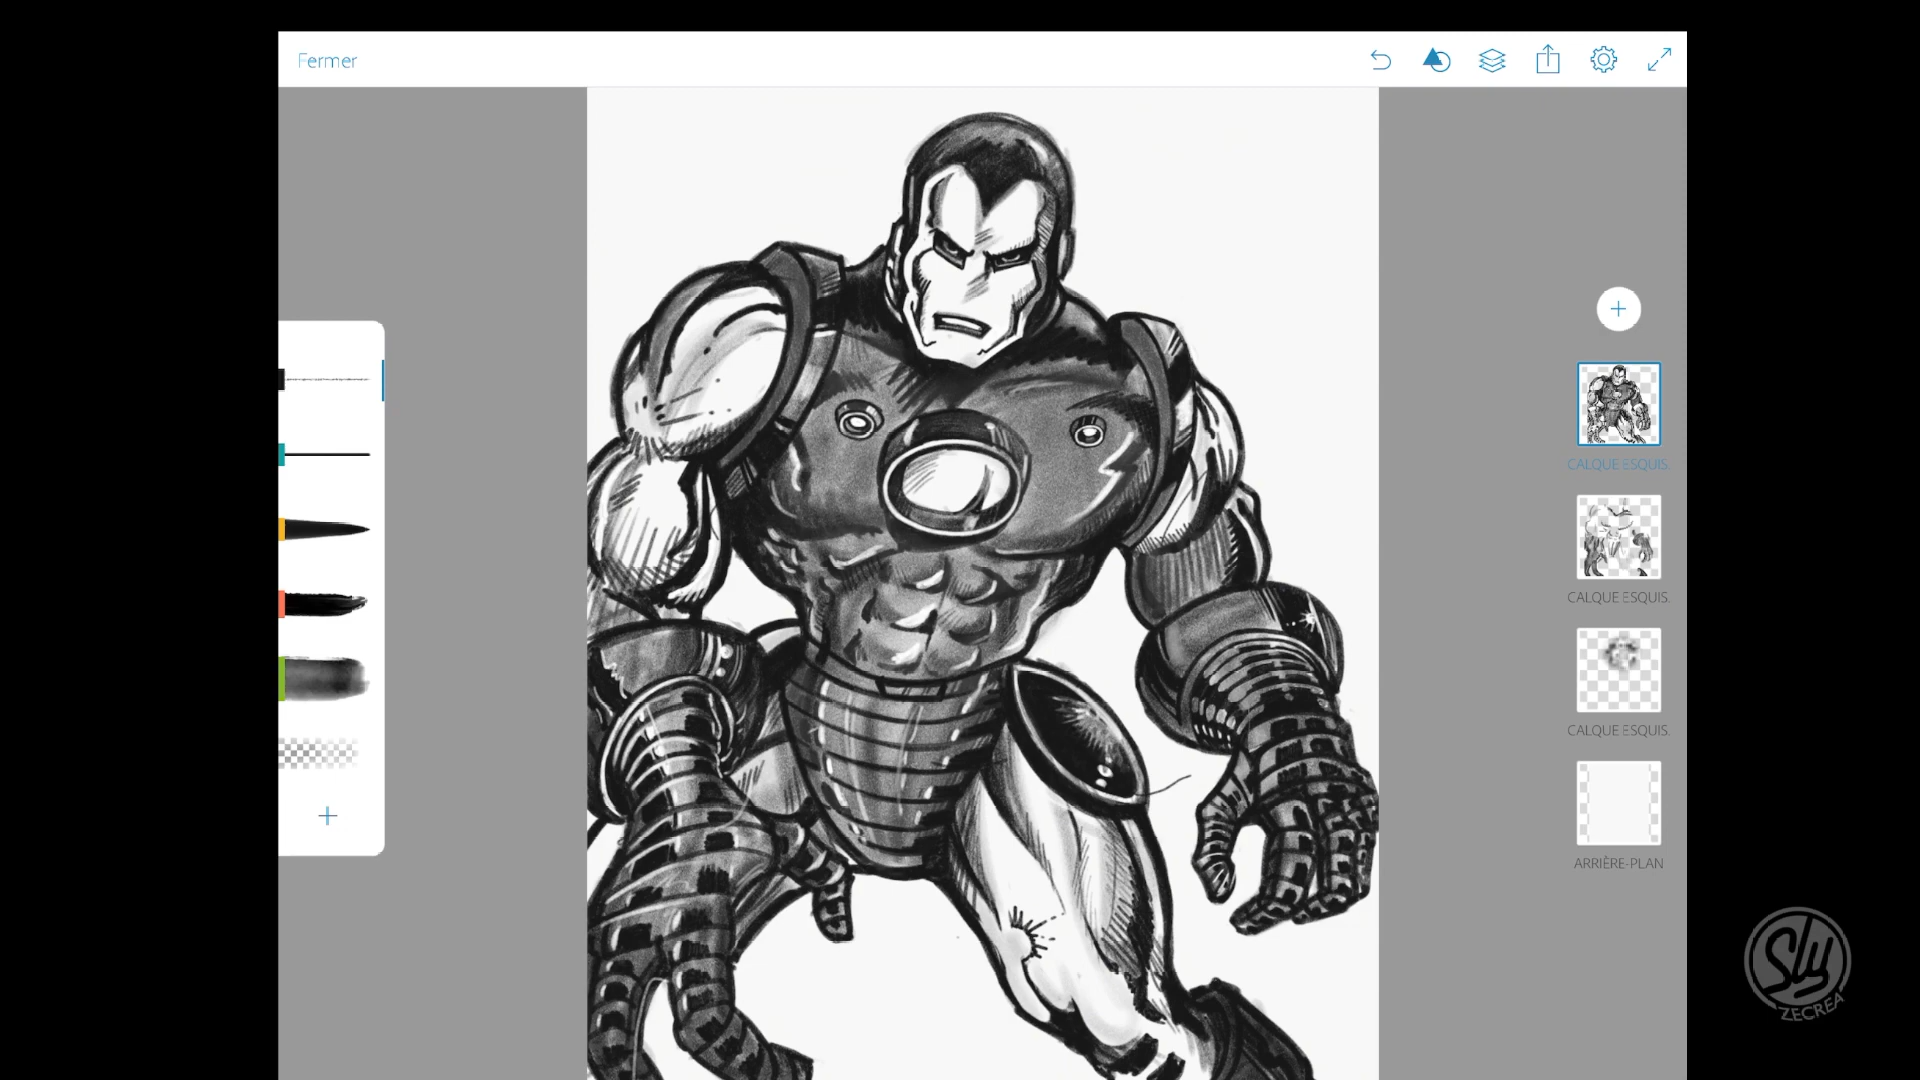 Fermer
CALQUE ESQUIS.
CALQUE ESQUIS.
CALQUE ESQUIS.
ARRIÈRE-PLAN
Sly
ZECREA